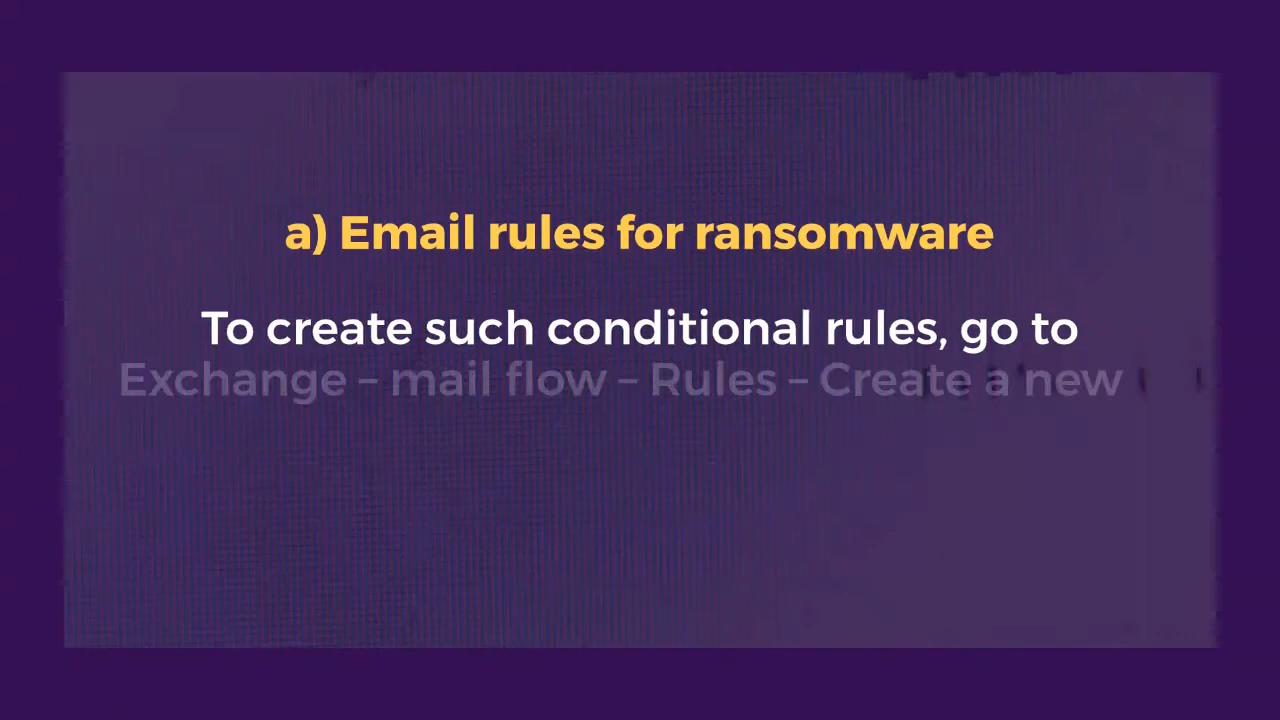 a) Email rules for ransomware
To create such conditional rules, go to
Exchange – mail flow – Rules – Create a new